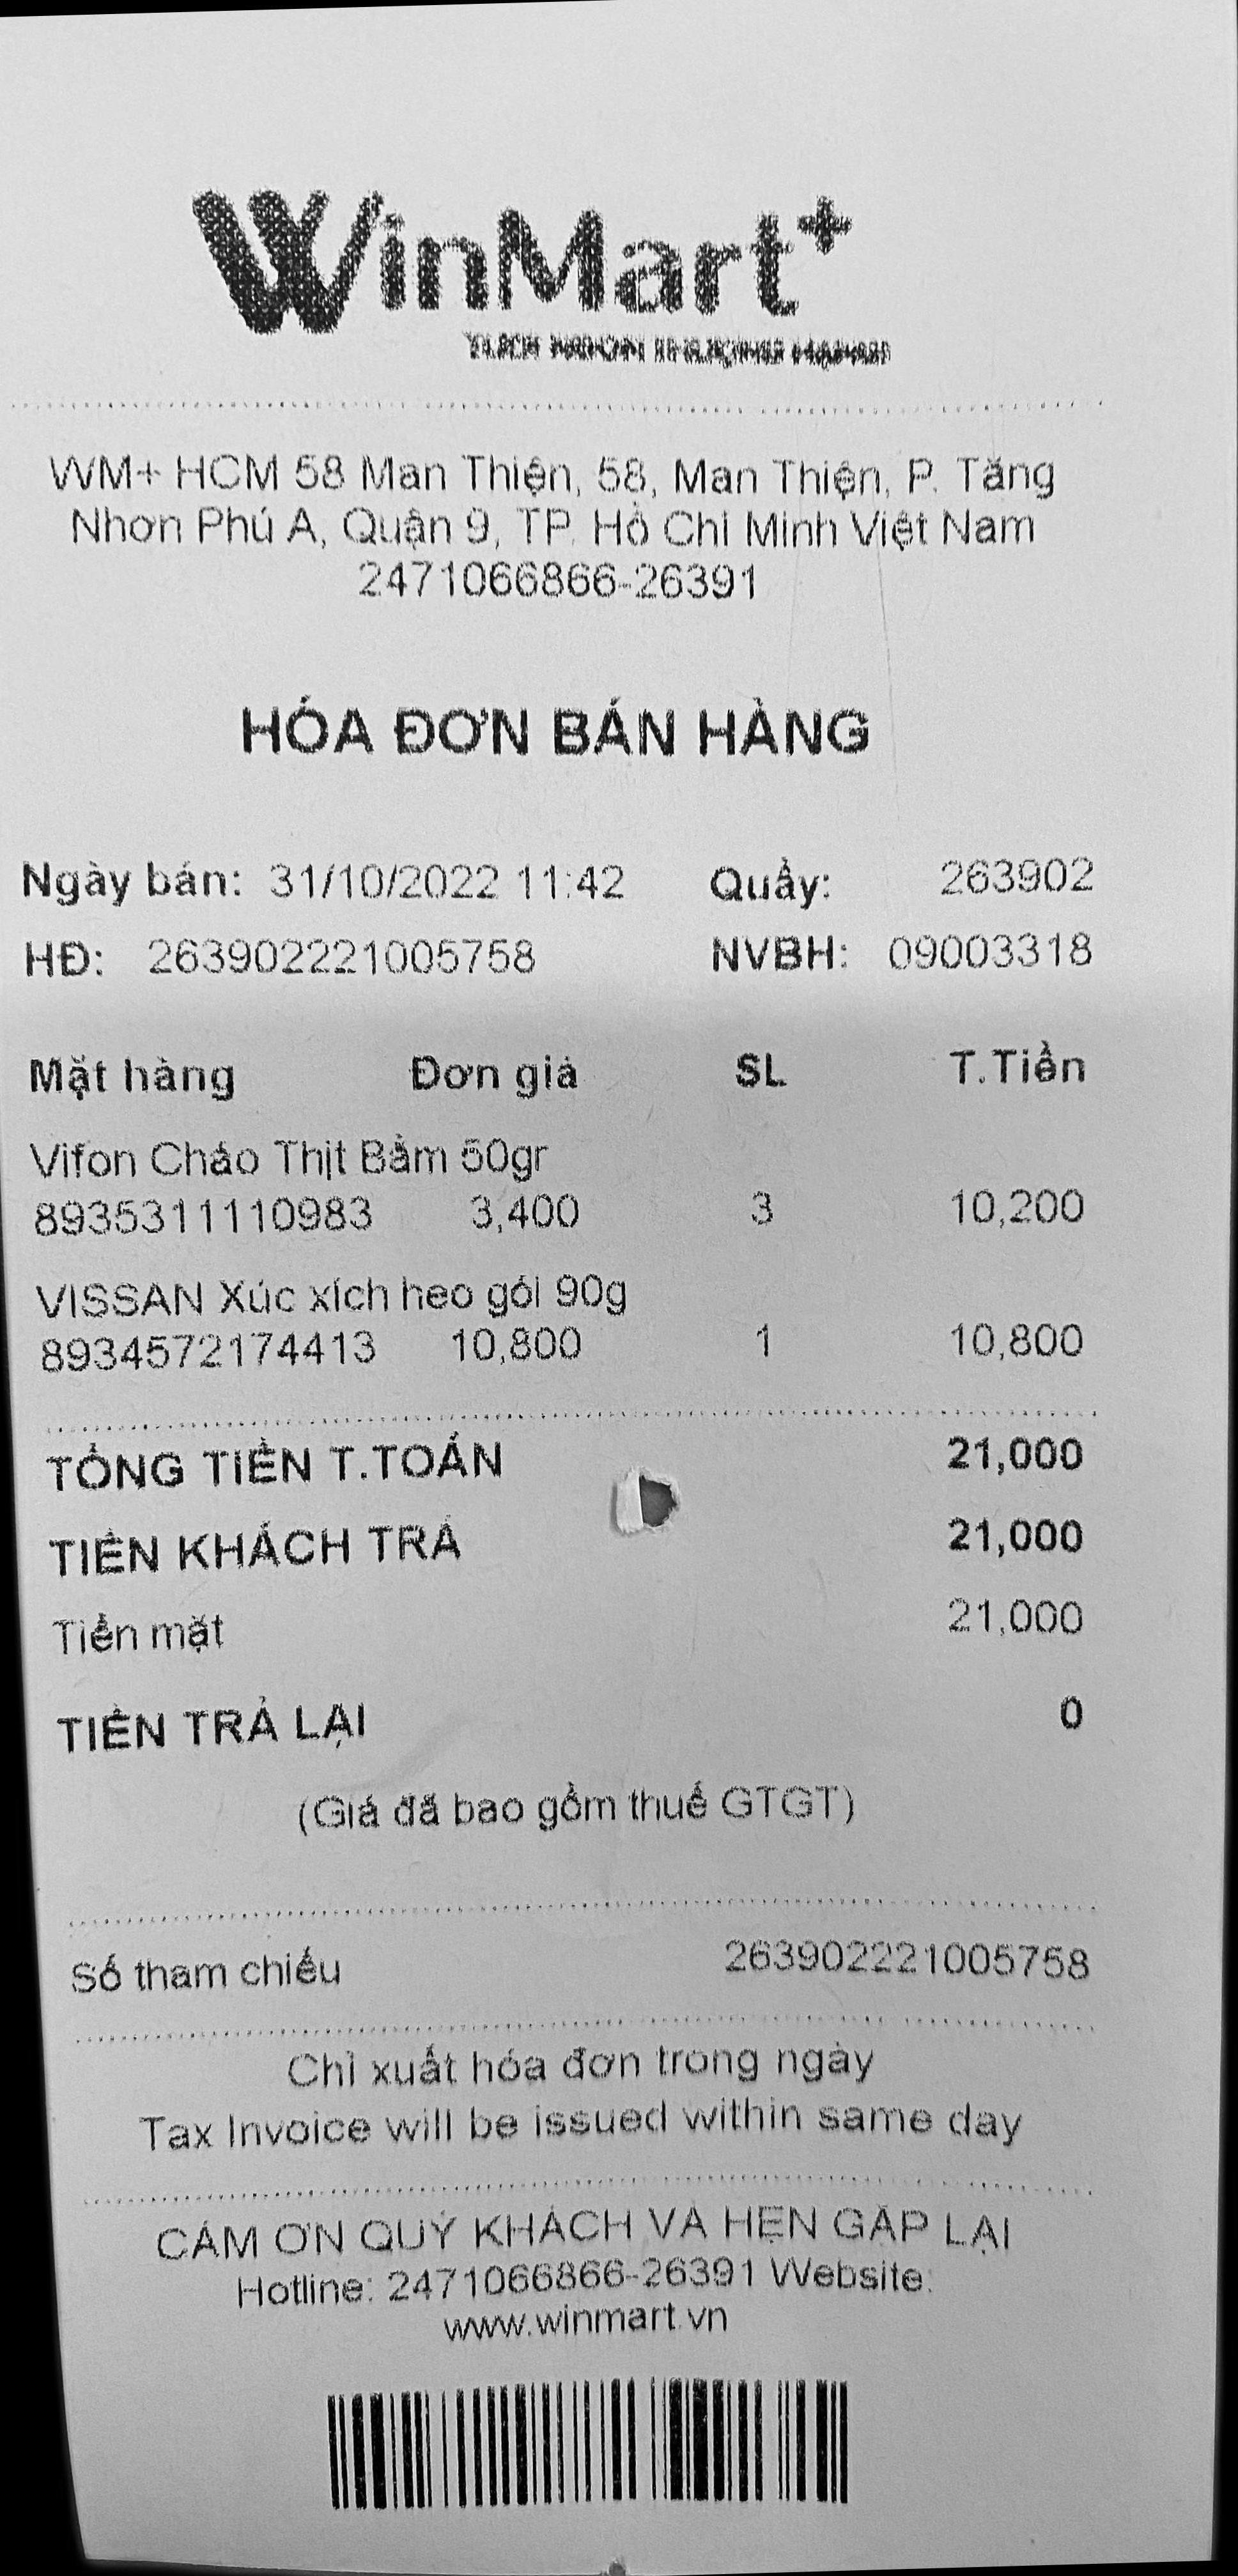 WinMart+
WM+ HCM 58 Man Thiện, 58, Man Thiện, P. Tăng
Nhơn Phú A, Quận 9, TP. Hồ Chí Minh Việt Nam
2471066866-26391
HÓA ĐƠN BÁN HÀNG
Ngày bán: 31/10/2022 11:42 Quầy: 263902
HĐ: 263902221005758 NVBH: 09003318
Mặt hàng Đơn giá SL T.Tiền
Vifon Cháo Thịt Bằm 50gr
8935311110983 3,400 3 10,200
VISSAN Xúc xích heo gói 90g
8934572174413 10,800 1 10,800
TỔNG TIỀN T.TOÁN 21,000
TIỀN KHÁCH TRẢ 21,000
Tiền mặt 21,000
TIỀN TRẢ LẠI 0
(Giá đã bao gồm thuế GTGT)
Số tham chiếu 263902221005758
Chỉ xuất hóa đơn trong ngày
Tax Invoice will be issued within same day
CẢM ƠN QUÝ KHÁCH VÀ HẸN GẶP LẠI
Hotline: 2471066866-26391 Website:
www.winmart.vn